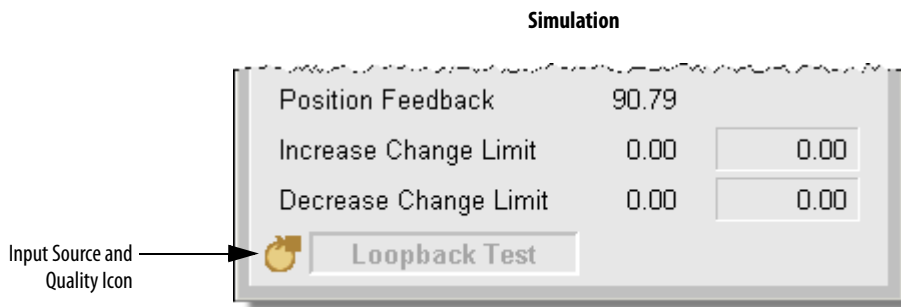 Simulation
Position Feedback 90.79
Increase Change Limit 0.00 0.00
Decrease Change Limit 0.00 0.00
Input Source and
Quality Icon
Loopback Test